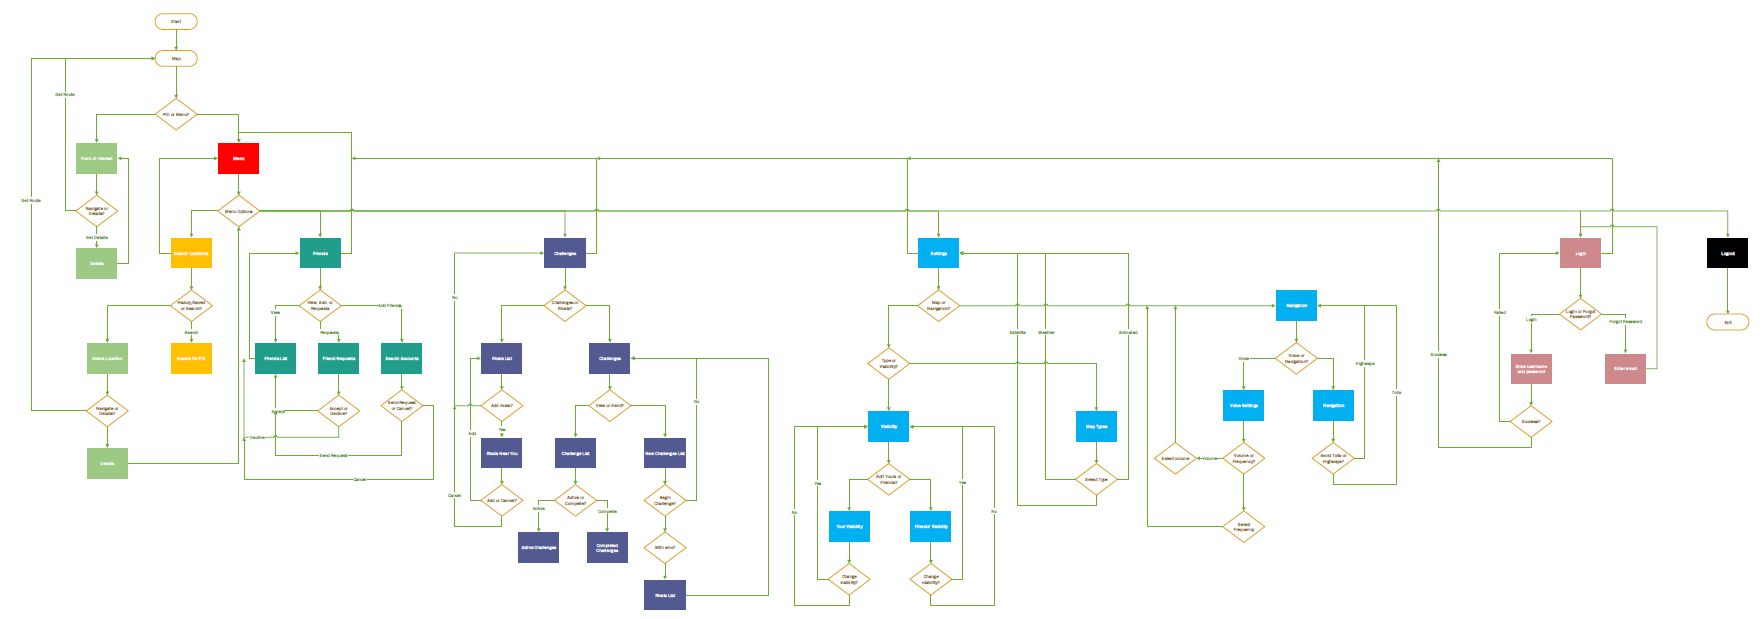 Start
Map
Get Route
POI or Menu?
Point of Interest
Menu
Get Route
Navigate or
Details?
Menu Options
Get Details
Details
Search Locations
Friends
Challenges
Settings
Login
Logout
No
History/Saved
or Search?
View, Add, or
Requests
Add Friends
Challenges or
Rivals?
Map or
Navigation?
Navigation
View
Login or Forgot
Password?
Failed
Login
Forgot Password
Exit
Search
Requests
Satellite
Weather
Animated
Select Location
Search for POI
Friends List
Friend Requests
Search Accounts
Rivals List
Challenges
Type or
Visibility?
Voice
Voice or
Navigation?
Highways
Success
Enter username
and password
Enter email
Tolls
Navigate or
Details?
Accept
Accept or
Decline?
Send Request
or Cancel?
Add Rivals?
View or Send?
No
Voice Settings
Navigation
Decline
Add
Yes
Visibility
Map Types
Success?
Send Request
Rivals Near You
Challenge List
New Challenges List
Details
Select volume
Volume
Volume or
Frequency?
Avoid Tolls or
Highways?
Cancel
Yes
Edit Yours or
Friends?
Yes
Select Type
Cancel
Add or Cancel?
Active or
Complete?
Begin
Challenge?
Active
Complete
No
No
Your Visibility
Friends' Visibility
Select
Frequency
Active Challenges
Completed
Challenges
With who?
Change
visibility?
Change
visibility?
Rivals List